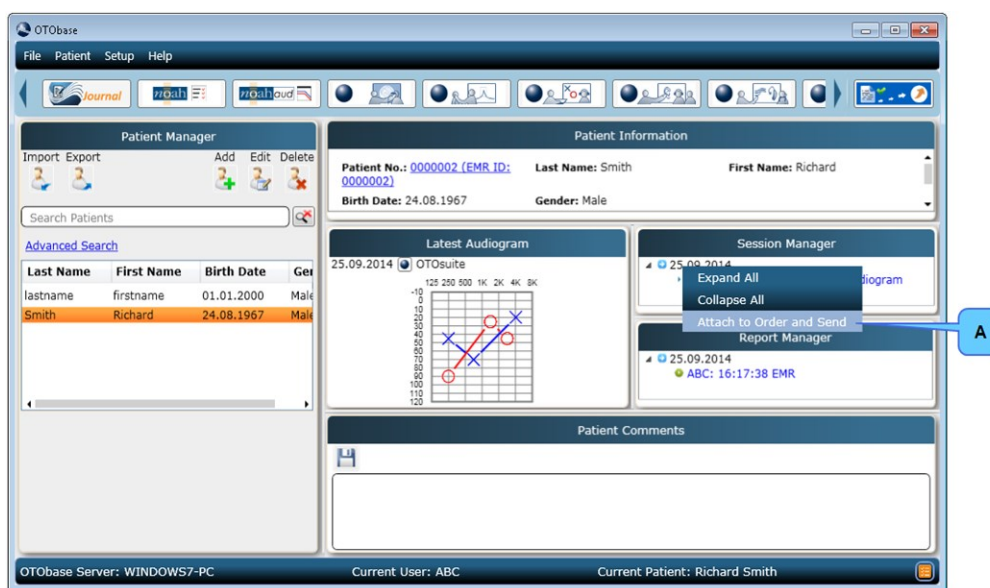 OTObase
File Patient Setup Help
Journal noah noah aud
Patient Manager
Import Export Add Edit Delete
Search Patients
Advanced Search
Last Name First Name Birth Date Gen
lastname firstname 01.01.2000 Male
Smith Richard 24.08.1967 Male
Patient Information
Patient No.: 0000002 (EMR ID: 0000002) Last Name: Smith First Name: Richard
Birth Date: 24.08.1967 Gender: Male
Latest Audiogram
25.09.2014 OTOsuite
125 250 500 1K 2K 4K 8K
-10
0
10
20
30
40
50
60
70
80
90
100
110
120
Session Manager
25.09.2014
diogram
Expand All
Collapse All
Attach to Order and Send
A
Report Manager
25.09.2014
ABC: 16:17:38 EMR
Patient Comments
OTObase Server: WINDOWS7-PC Current User: ABC Current Patient: Richard Smith